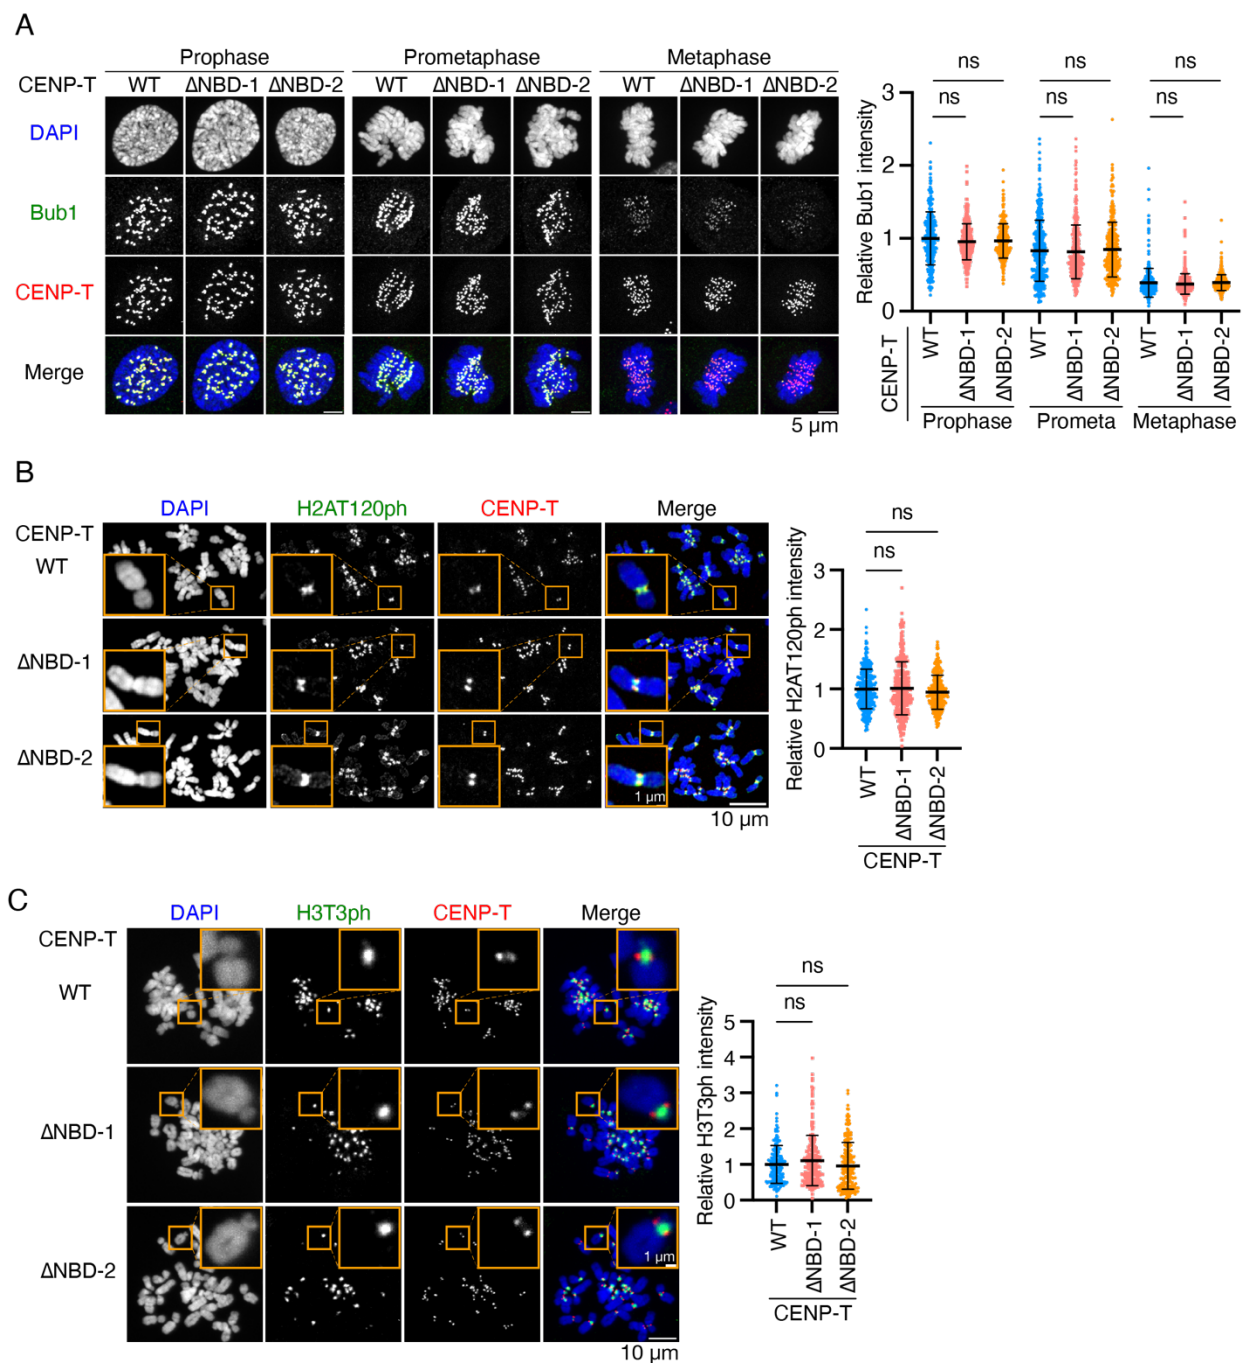 A
Prophase Prometaphase Metaphase
CENP-T WT ΔNBD-1 ΔNBD-2 WT ΔNBD-1 ΔNBD-2 WT ΔNBD-1 ΔNBD-2
DAPI
Bub1
CENP-T
Merge
5 µm
ns ns ns
ns ns ns
Relative Bub1 intensity
3
2
1
0
CENP-T
WT ΔNBD-1 ΔNBD-2 WT ΔNBD-1 ΔNBD-2 WT ΔNBD-1 ΔNBD-2
Prophase Prometa Metaphase
B
DAPI H2AT120ph CENP-T Merge
CENP-T
WT
ΔNBD-1
ΔNBD-2
1 µm
10 µm
ns
ns
Relative H2AT120ph intensity
3
2
1
0
WT ΔNBD-1 ΔNBD-2
CENP-T
C
DAPI H3T3ph CENP-T Merge
CENP-T
WT
ΔNBD-1
ΔNBD-2
1 µm
10 µm
ns
ns
Relative H3T3ph intensity
5
4
3
2
1
0
WT ΔNBD-1 ΔNBD-2
CENP-T